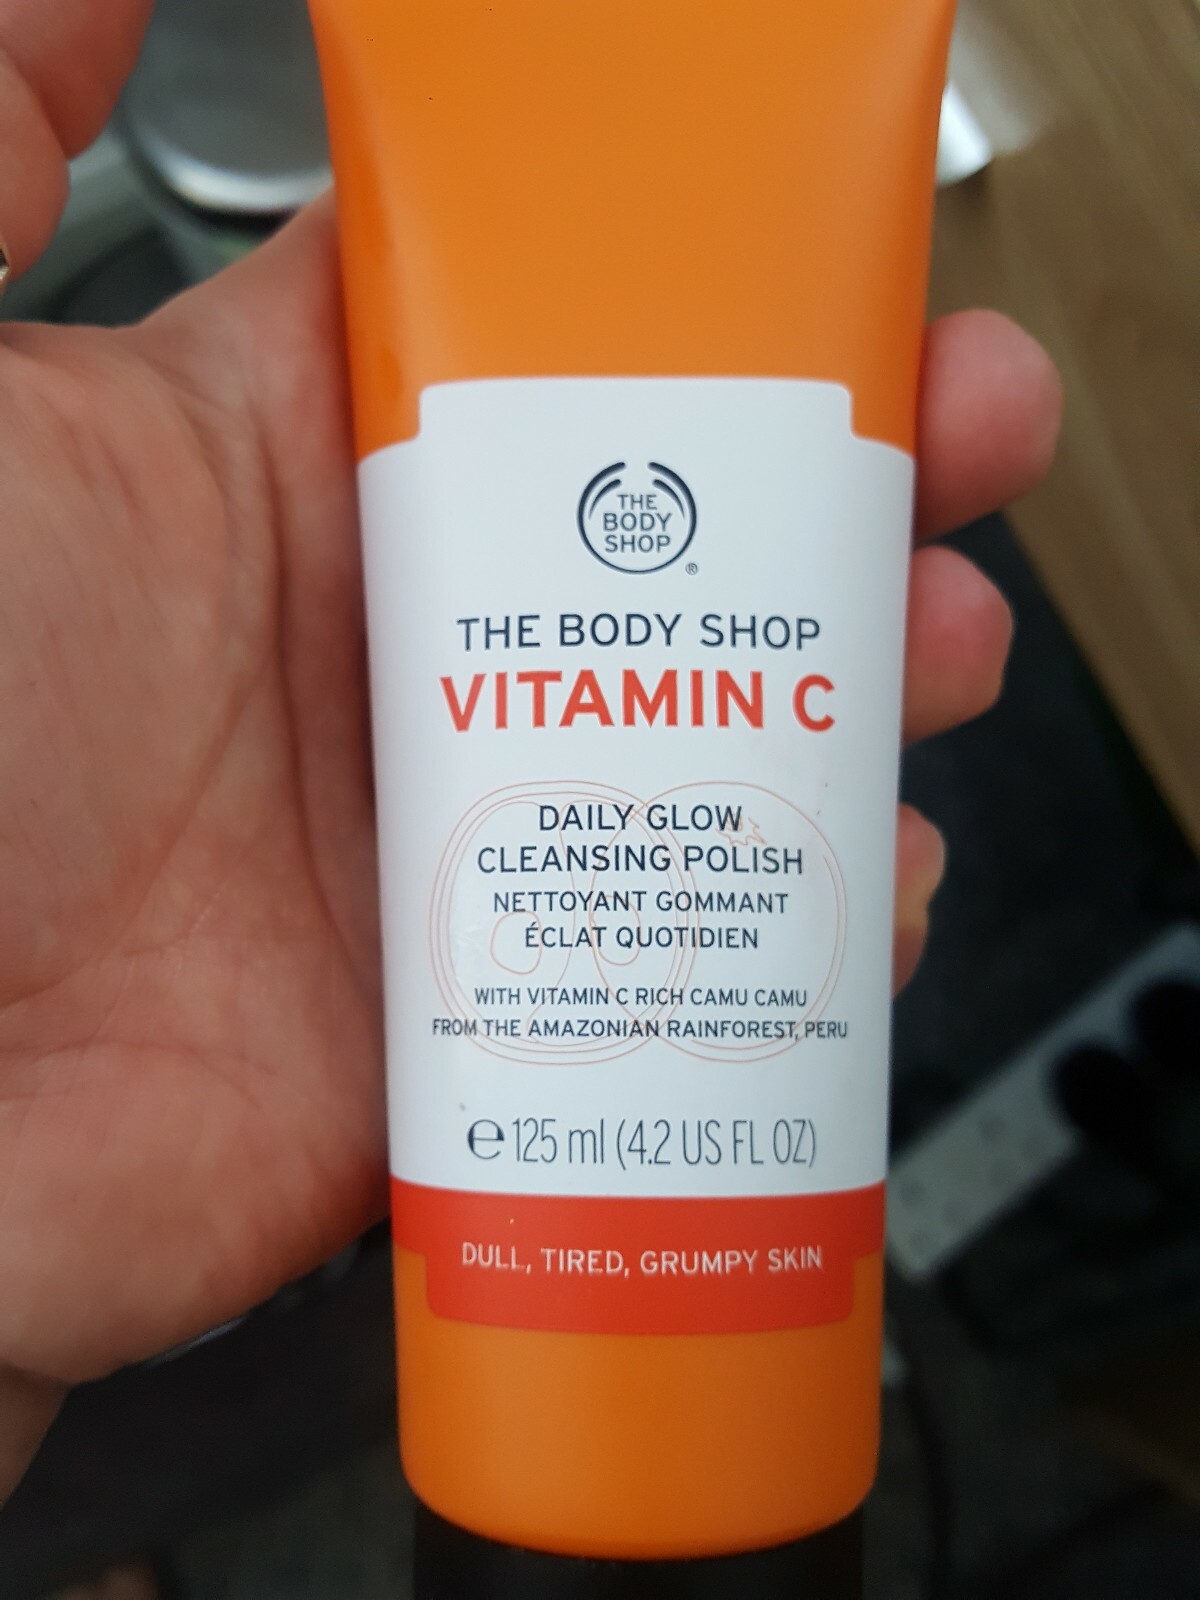 THE
BODY
SHOP
®
THE BODY SHOP
VITAMIN C
DAILY GLOW
CLEANSING POLISH
NETTOYANT GOMMANT
ÉCLAT QUOTIDIEN
WITH VITAMIN C RICH CAMU CAMU
FROM THE AMAZONIAN RAINFOREST, PERU
℮ 125 ml (4.2 US FL OZ)
DULL, TIRED, GRUMPY SKIN